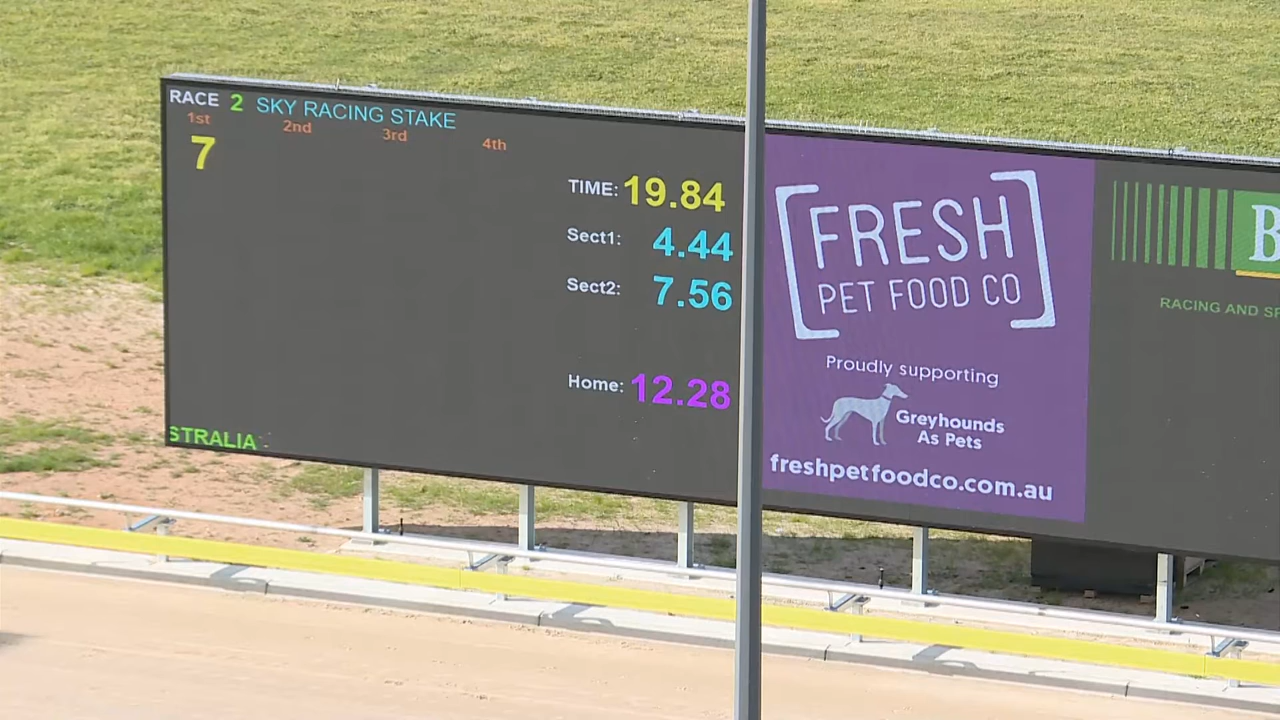 RACE 2 SKY RACING STAKE
1st 2nd 3rd 4th
7
TIME: 19.84
Sect1: 4.44
Sect2: 7.56
Home: 12.28
STRALIA
FRESH
PET FOOD CO
Proudly supporting
Greyhounds
As Pets
freshpetfoodco.com.au
B
RACING AND SP